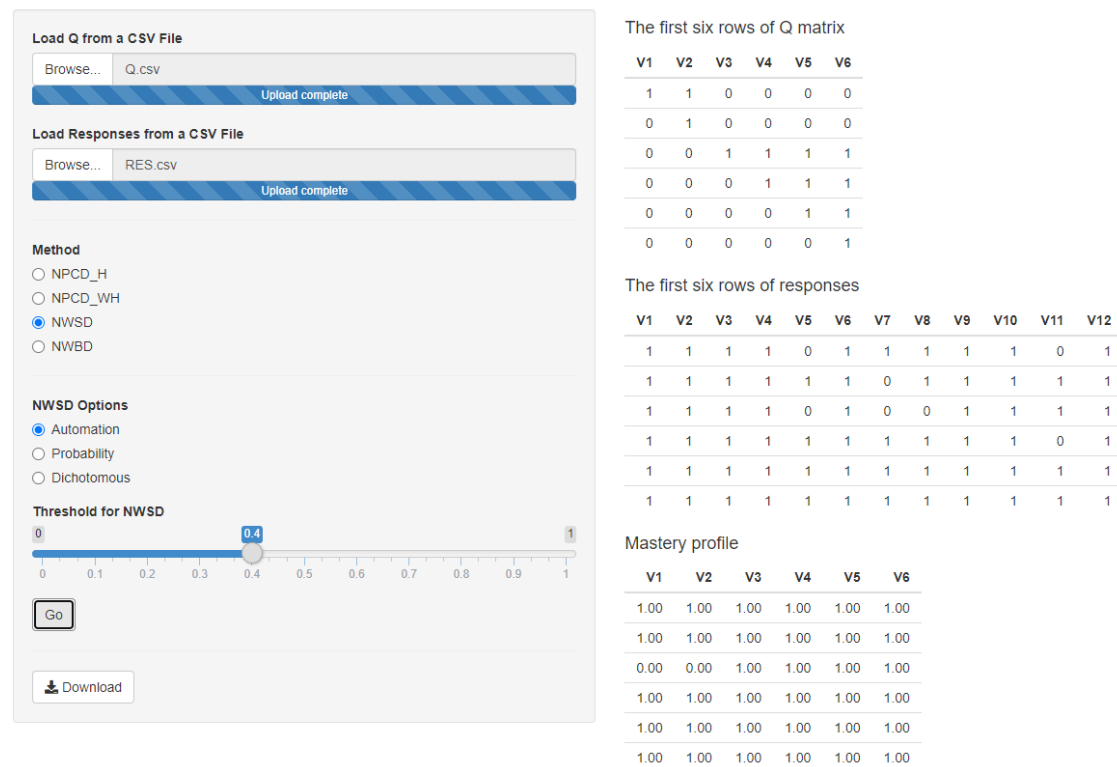 Load Q from a CSV File
Browse... Q.csv
Upload complete
Load Responses from a CSV File
Browse... RES.csv
Upload complete
Method
NPCD_H
NPCD_WH
NWSD
NWBD
NWSD Options
Automation
Probability
Dichotomous
Threshold for NWSD
0 0.4 1
0 0.1 0.2 0.3 0.4 0.5 0.6 0.7 0.8 0.9 1
Go
Download
The first six rows of Q matrix
V1 V2 V3 V4 V5 V6
1 1 0 0 0 0
0 1 0 0 0 0
0 0 1 1 1 1
0 0 0 1 1 1
0 0 0 0 1 1
0 0 0 0 0 1
The first six rows of responses
V1 V2 V3 V4 V5 V6 V7 V8 V9 V10 V11 V12
1 1 1 1 0 1 1 1 1 1 0 1
1 1 1 1 1 1 0 1 1 1 1 1
1 1 1 1 0 1 0 0 1 1 1 1
1 1 1 1 1 1 1 1 1 1 0 1
1 1 1 1 1 1 1 1 1 1 1 1
1 1 1 1 1 1 1 1 1 1 1 1
Mastery profile
V1 V2 V3 V4 V5 V6
1.00 1.00 1.00 1.00 1.00 1.00
1.00 1.00 1.00 1.00 1.00 1.00
0.00 0.00 1.00 1.00 1.00 1.00
1.00 1.00 1.00 1.00 1.00 1.00
1.00 1.00 1.00 1.00 1.00 1.00
1.00 1.00 1.00 1.00 1.00 1.00